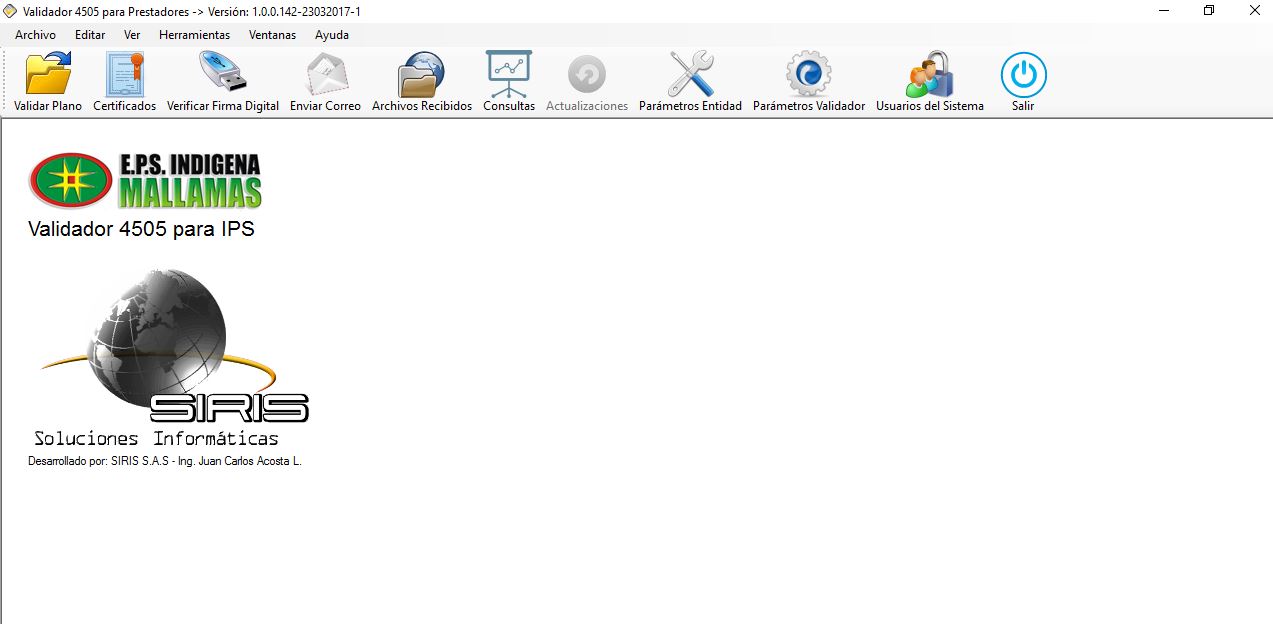 Validador 4505 para Prestadores -> Versión: 1.0.0.142-23032017-1
Archivo Editar Ver Herramientas Ventanas Ayuda
Validar Plano Certificados Verificar Firma Digital Enviar Correo Archivos Recibidos Consultas Actualizaciones Parámetros Entidad Parámetros Validador Usuarios del Sistema Salir
E.P.S. INDIGENA
MALLAMAS
Validador 4505 para IPS
SIRIS
Soluciones Informáticas
Desarrollado por: SIRIS S.A.S - Ing. Juan Carlos Acosta L.